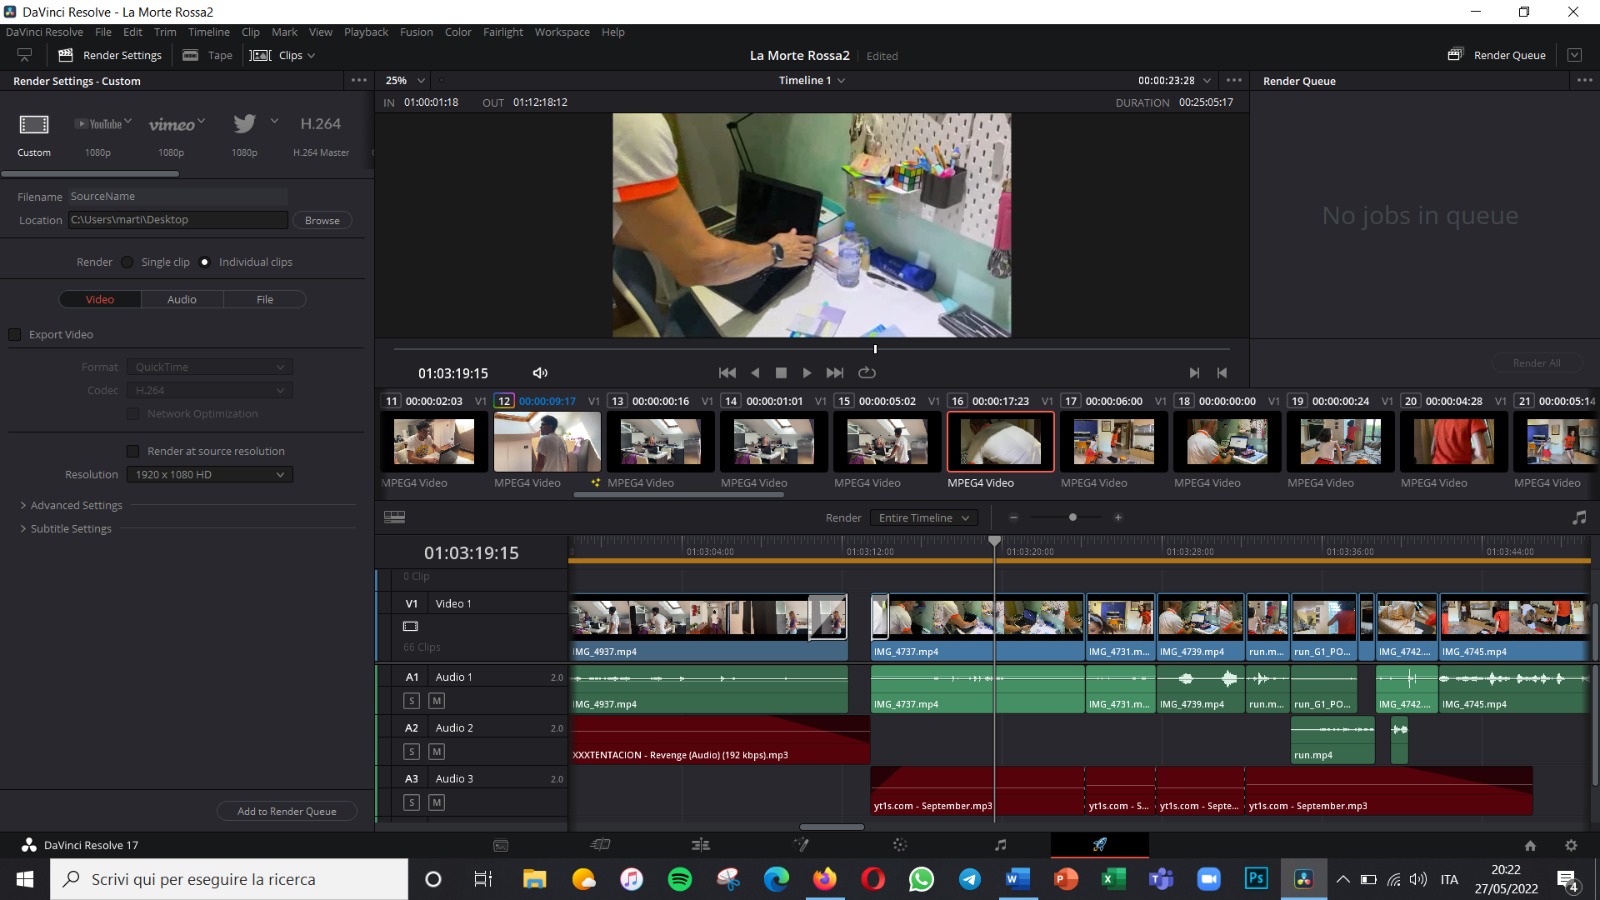 DaVinci Resolve - La Morte Rossa2
DaVinci Resolve File Edit Trim Timeline Clip Mark View Playback Fusion Color Fairlight Workspace Help
Render Settings Tape Clips La Morte Rossa2 Edited Render Queue
Render Settings - Custom 25% Timeline 1 00:00:23:28 Render Queue
IN 01:00:01:18 OUT 01:12:18:12 DURATION 00:25:05:17
YouTube vimeo H.264
Custom 1080p 1080p 1080p H.264 Master
Filename SourceName
Location C:\Users\marti\Desktop Browse
No jobs in queue
Render Single clip Individual clips
Video Audio File
Export Video
Format QuickTime
Render All
01:03:19:15
Codec H.264
11 00:00:02:03 V1 12 00:00:09:17 V1 13 00:00:00:16 V1 14 00:00:01:01 V1 15 00:00:05:02 V1 16 00:00:17:23 V1 17 00:00:06:00 V1 18 00:00:00:00 V1 19 00:00:00:24 V1 20 00:00:04:28 V1 21 00:00:05:14
Network Optimization
Render at source resolution
Resolution 1920 x 1080 HD
MPEG4 Video MPEG4 Video MPEG4 Video MPEG4 Video MPEG4 Video MPEG4 Video MPEG4 Video MPEG4 Video MPEG4 Video MPEG4 Video MPEG4 Video
Advanced Settings
Subtitle Settings
Render Entire Timeline
01:03:19:15 01:03:04:00 01:03:12:00 01:03:20:00 01:03:28:00 01:03:36:00 01:03:44:00
0 Clip
V1 Video 1
66 Clips
IMG_4937.mp4 IMG_4737.mp4 IMG_4731.m... IMG_4739.mp4 run.m... run_G1_PO... IMG_4742.... IMG_4745.mp4
A1 Audio 1 2.0
S M
IMG_4937.mp4 IMG_4737.mp4 IMG_4731.m... IMG_4739.mp4 run.m... run_G1_PO... IMG_4742.... IMG_4745.mp4
A2 Audio 2 2.0
S M
XXXTENTACION - Revenge (Audio) (192 kbps).mp3 run.mp4
A3 Audio 3 2.0
S M
yt1s.com - September.mp3 yt1s.com - S... yt1s.com - Septe... yt1s.com - September.mp3
Add to Render Queue
DaVinci Resolve 17
Scrivi qui per eseguire la ricerca
Ps
ITA
20:22
27/05/2022
4